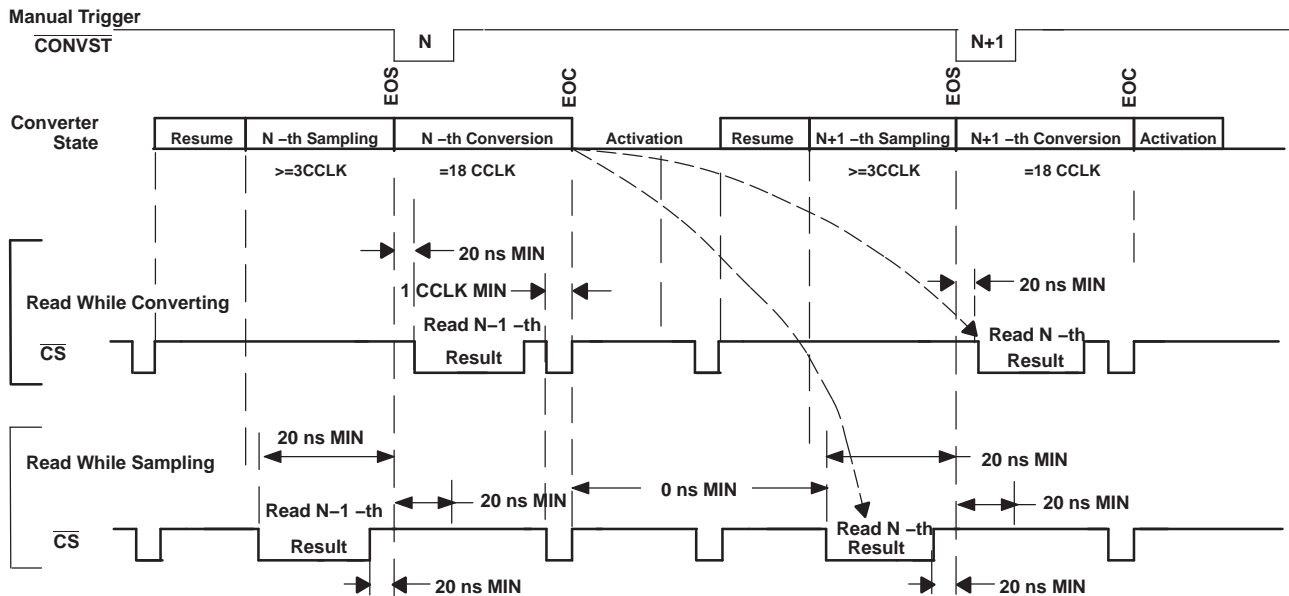 Manual Trigger
CONVST
N
N+1
EOS
EOC
EOS
EOC
Converter
State
Resume
N –th Sampling
N –th Conversion
Activation
Resume
N+1 –th Sampling
N+1 –th Conversion
Activation
>=3CCLK
=18 CCLK
>=3CCLK
=18 CCLK
20 ns MIN
20 ns MIN
1 CCLK MIN
Read While Converting
Read N–1 –th
Result
Read N –th
Result
CS
20 ns MIN
Read While Sampling
20 ns MIN
20 ns MIN
0 ns MIN
20 ns MIN
Read N–1 –th
Result
Read N –th
Result
CS
20 ns MIN
20 ns MIN